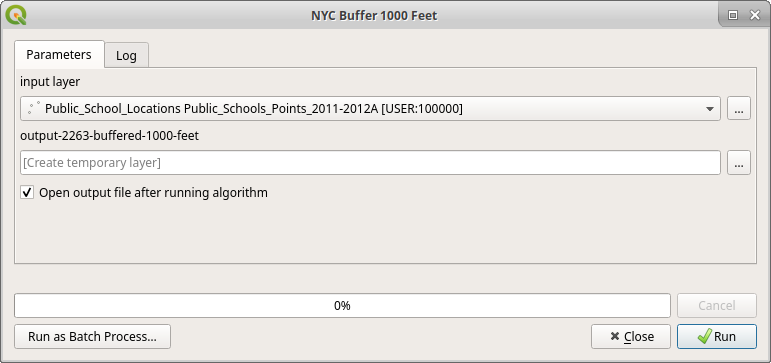 NYC Buffer 1000 Feet
Parameters
Log
input layer
Public_School_Locations Public_Schools_Points_2011-2012A [USER:100000]
...
output-2263-buffered-1000-feet
[Create temporary layer]
...
Open output file after running algorithm
0%
Cancel
Run as Batch Process...
Close
Run